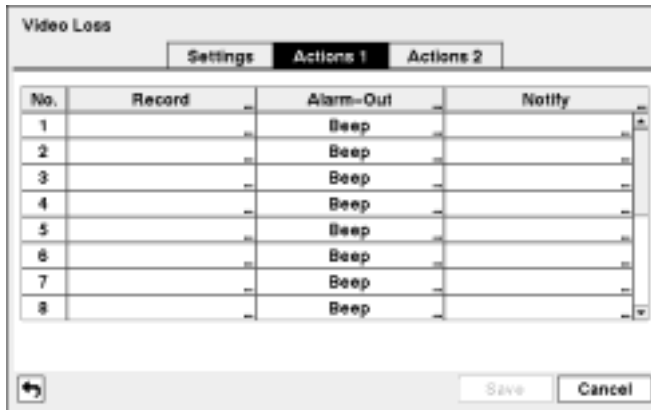 Video Loss
Settings Actions 1 Actions 2
No. Record Alarm-Out Notify
1 Beep
2 Beep
3 Beep
4 Beep
5 Beep
6 Beep
7 Beep
8 Beep
Save Cancel